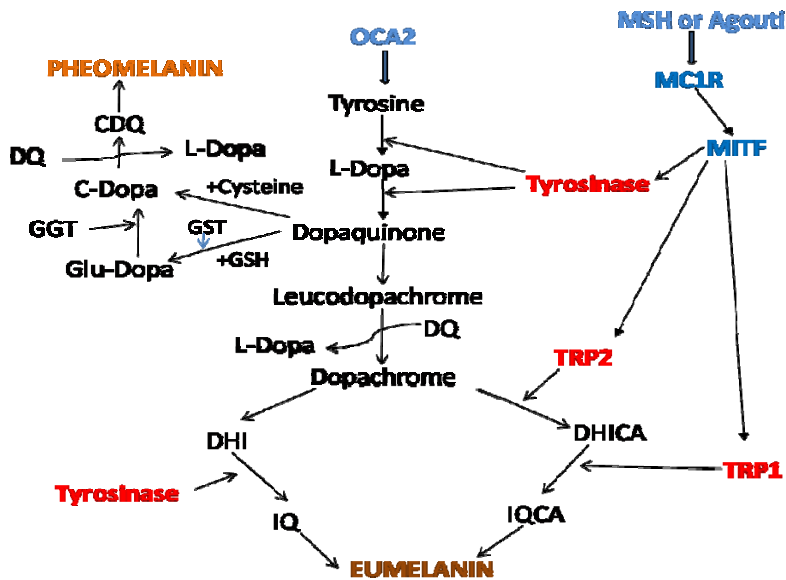 MSH or Agouti
OCA2
PHEOMELANIN
MC1R
Tyrosine
CDQ
DQ
L-Dopa
MITF
L-Dopa
Tyrosinase
C-Dopa
+Cysteine
GGT
GST
Dopaquinone
Glu-Dopa
+GSH
Leucodopachrome
DQ
L-Dopa
TRP2
Dopachrome
DHI
DHICA
TRP1
Tyrosinase
IQ
IQCA
EUMELANIN